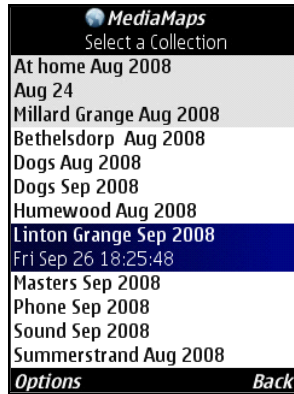 MediaMaps
Select a Collection
At home Aug 2008
Aug 24
Millard Grange Aug 2008
Bethelsdorp  Aug 2008
Dogs Aug 2008
Dogs Sep 2008
Humewood Aug 2008
Linton Grange Sep 2008
Fri Sep 26 18:25:48
Masters Sep 2008
Phone Sep 2008
Sound Sep 2008
Summerstrand Aug 2008
Options Back